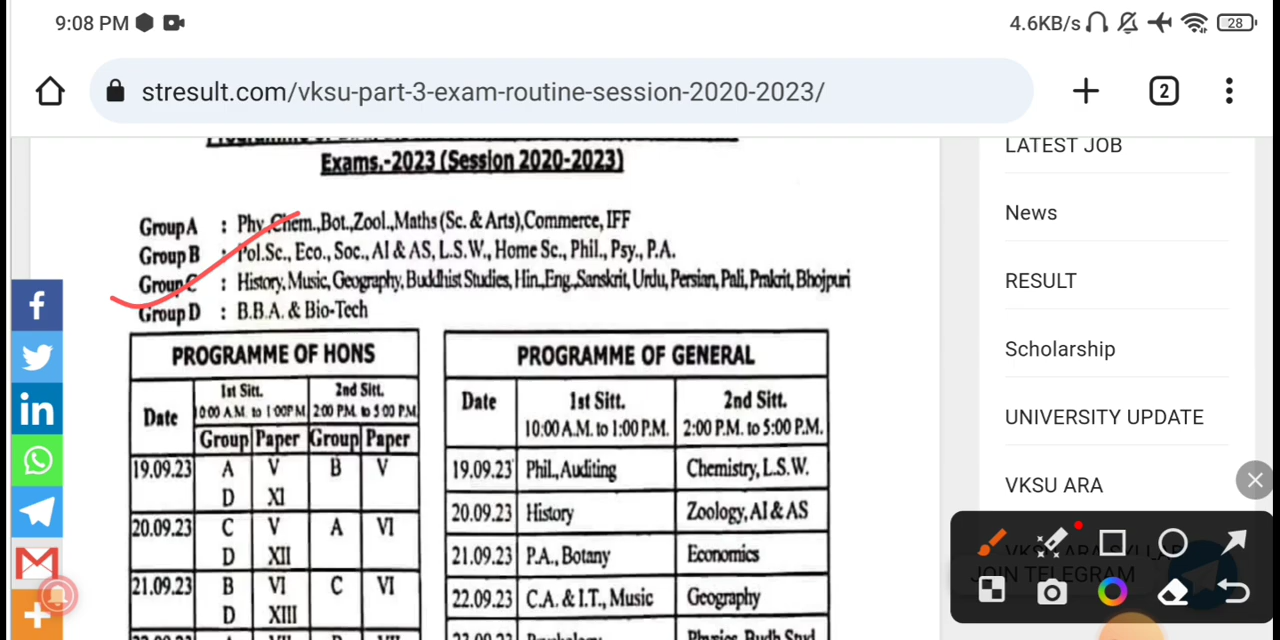 9:08 PM
4.6KB/s
28
stresult.com/vksu-part-3-exam-routine-session-2020-2023/
2
Exams.-2023 (Session 2020-2023)
Group A : Phy.,Chem.,Bot.,Zool.,Maths (Sc. & Arts),Commerce, IFF
Group B : Pol.Sc., Eco., Soc., AI & AS, L.S.W., Home Sc., Phil., Psy., P.A.
Group C : History, Music, Geography, Buddhist Studies, Hin.,Eng.,Sanskrit, Urdu, Persian, Pali, Prakrit, Bhojpuri
Group D : B.B.A. & Bio-Tech
PROGRAMME OF HONS
Date
1st Sitt. 2nd Sitt.
10:00 A.M. to 1:00P.M. 2:00 P.M. to 5:00 P.M.
Group Paper Group Paper
19.09.23 A V B V
D XI
20.09.23 C V A VI
D XII
21.09.23 B VI C VI
D XIII
PROGRAMME OF GENERAL
Date 1st Sitt. 2nd Sitt.
10:00 A.M. to 1:00 P.M. 2:00 P.M. to 5:00 P.M.
19.09.23 Phil., Auditing Chemistry, L.S.W.
20.09.23 History Zoology, AI & AS
21.09.23 P.A., Botany Economics
22.09.23 C.A. & I.T., Music Geography
LATEST JOB
News
RESULT
Scholarship
UNIVERSITY UPDATE
VKSU ARA
JOIN TELEGRAM